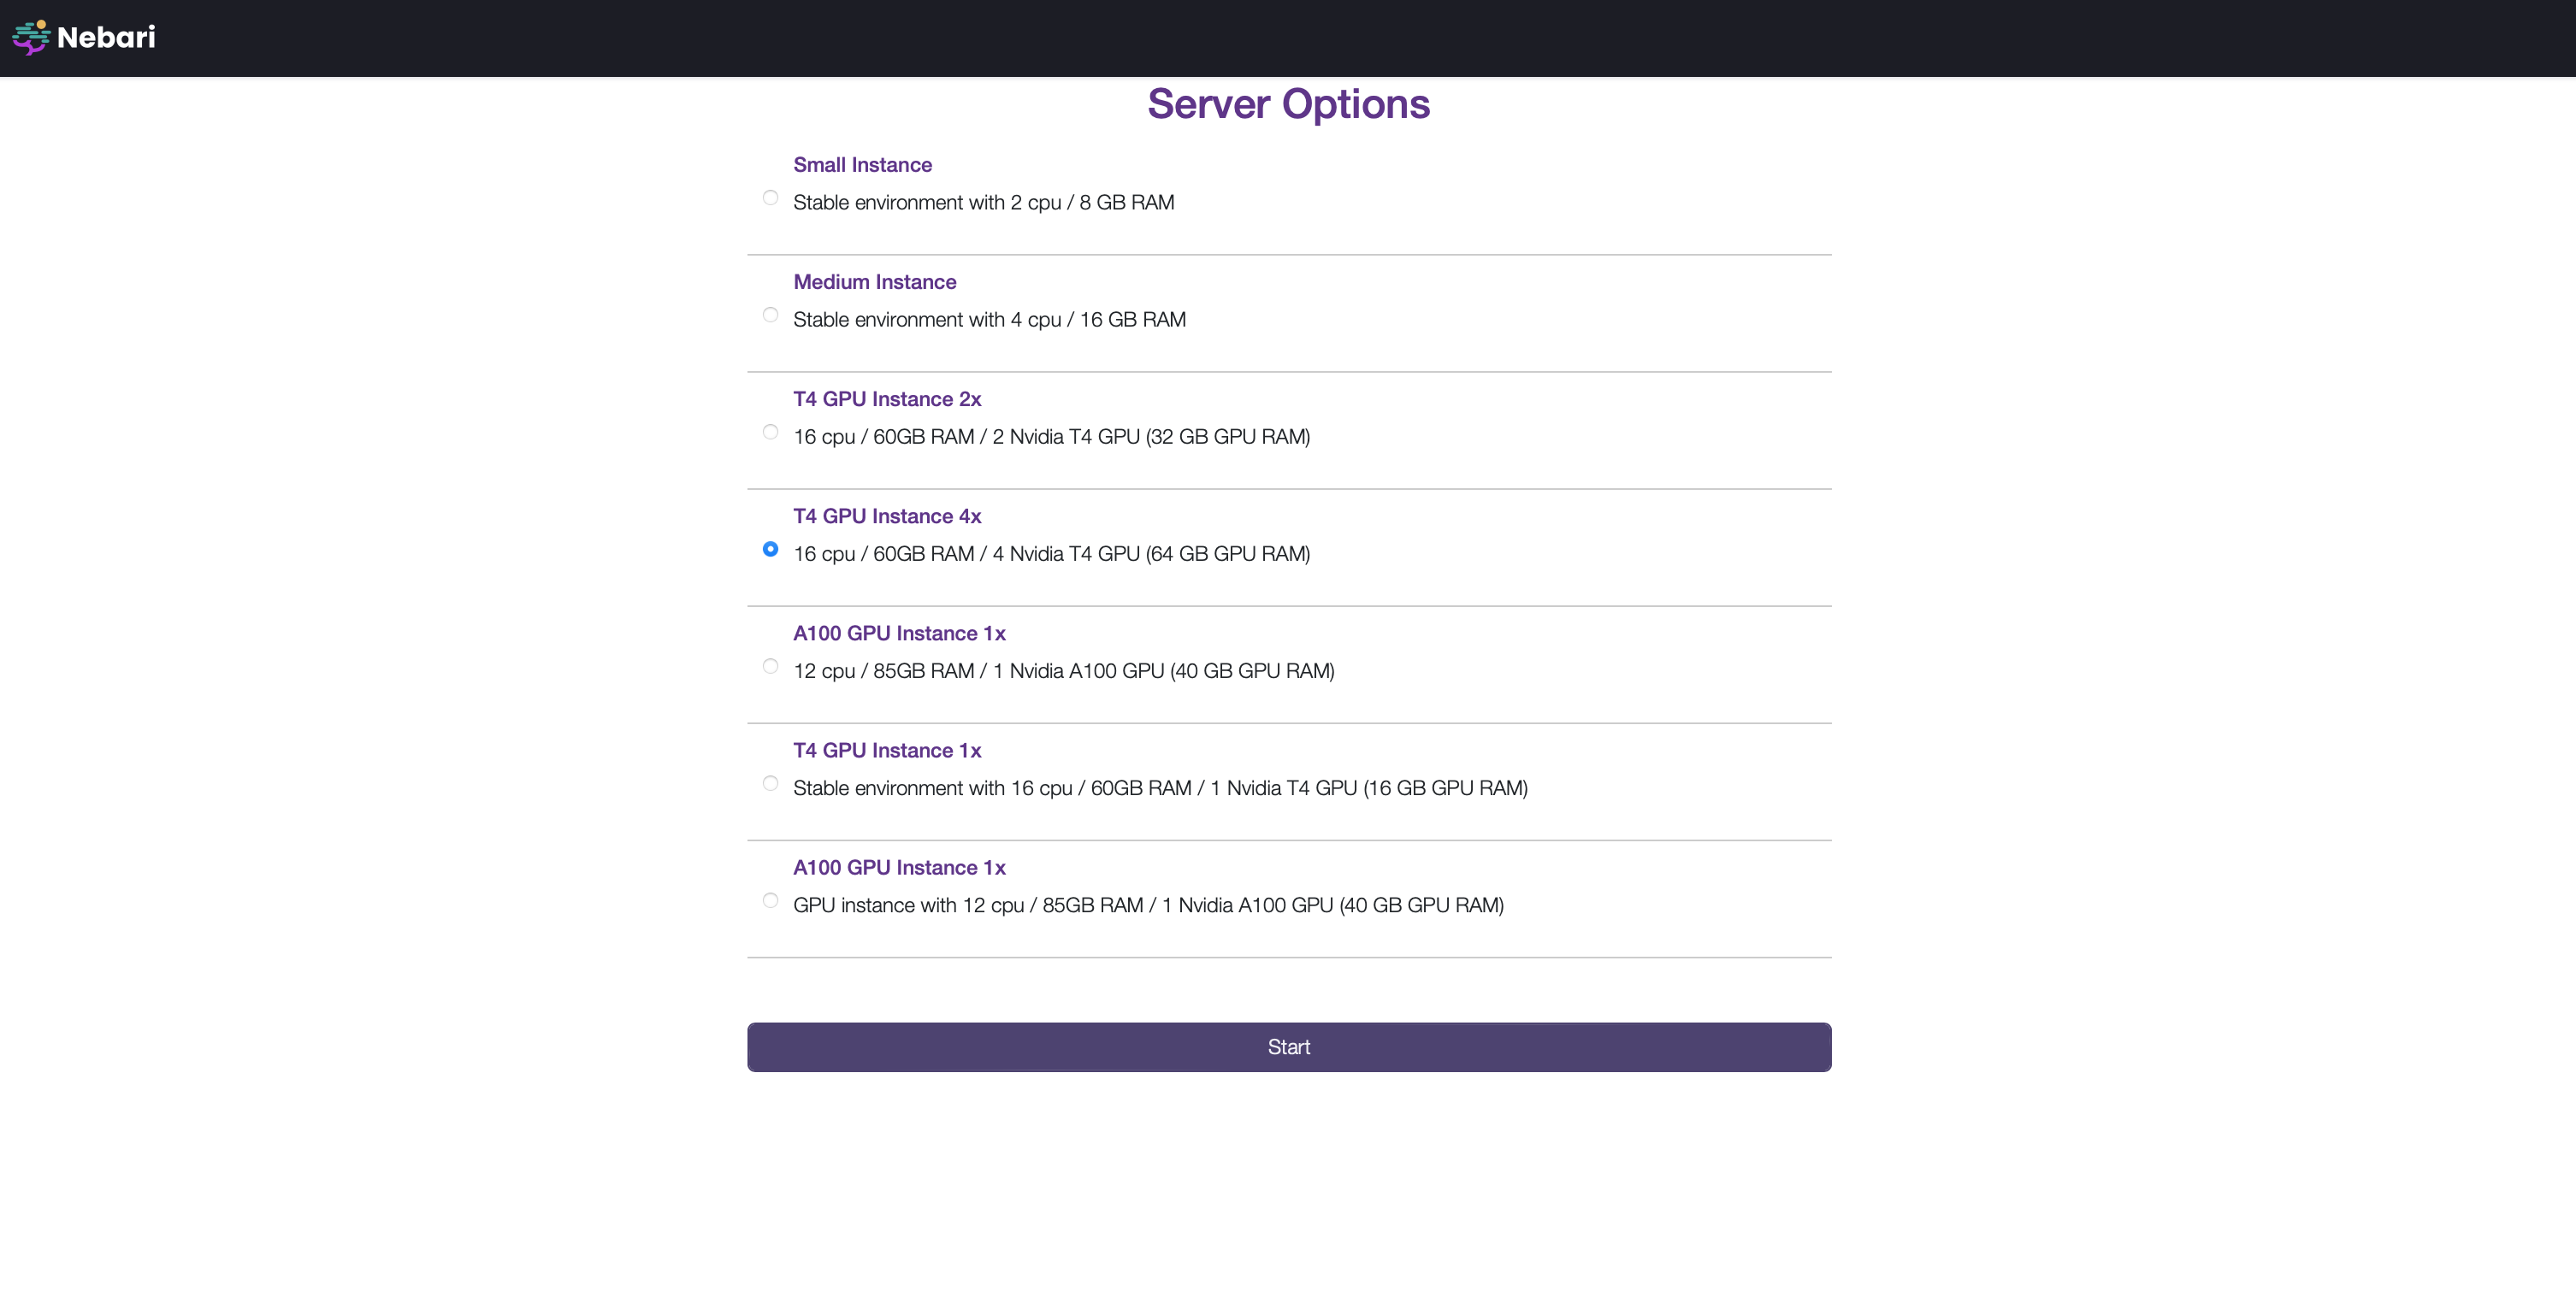 Nebari
Server Options
Small Instance
Stable environment with 2 cpu / 8 GB RAM
Medium Instance
Stable environment with 4 cpu / 16 GB RAM
T4 GPU Instance 2x
16 cpu / 60GB RAM / 2 Nvidia T4 GPU (32 GB GPU RAM)
T4 GPU Instance 4x
16 cpu / 60GB RAM / 4 Nvidia T4 GPU (64 GB GPU RAM)
A100 GPU Instance 1x
12 cpu / 85GB RAM / 1 Nvidia A100 GPU (40 GB GPU RAM)
T4 GPU Instance 1x
Stable environment with 16 cpu / 60GB RAM / 1 Nvidia T4 GPU (16 GB GPU RAM)
A100 GPU Instance 1x
GPU instance with 12 cpu / 85GB RAM / 1 Nvidia A100 GPU (40 GB GPU RAM)
Start